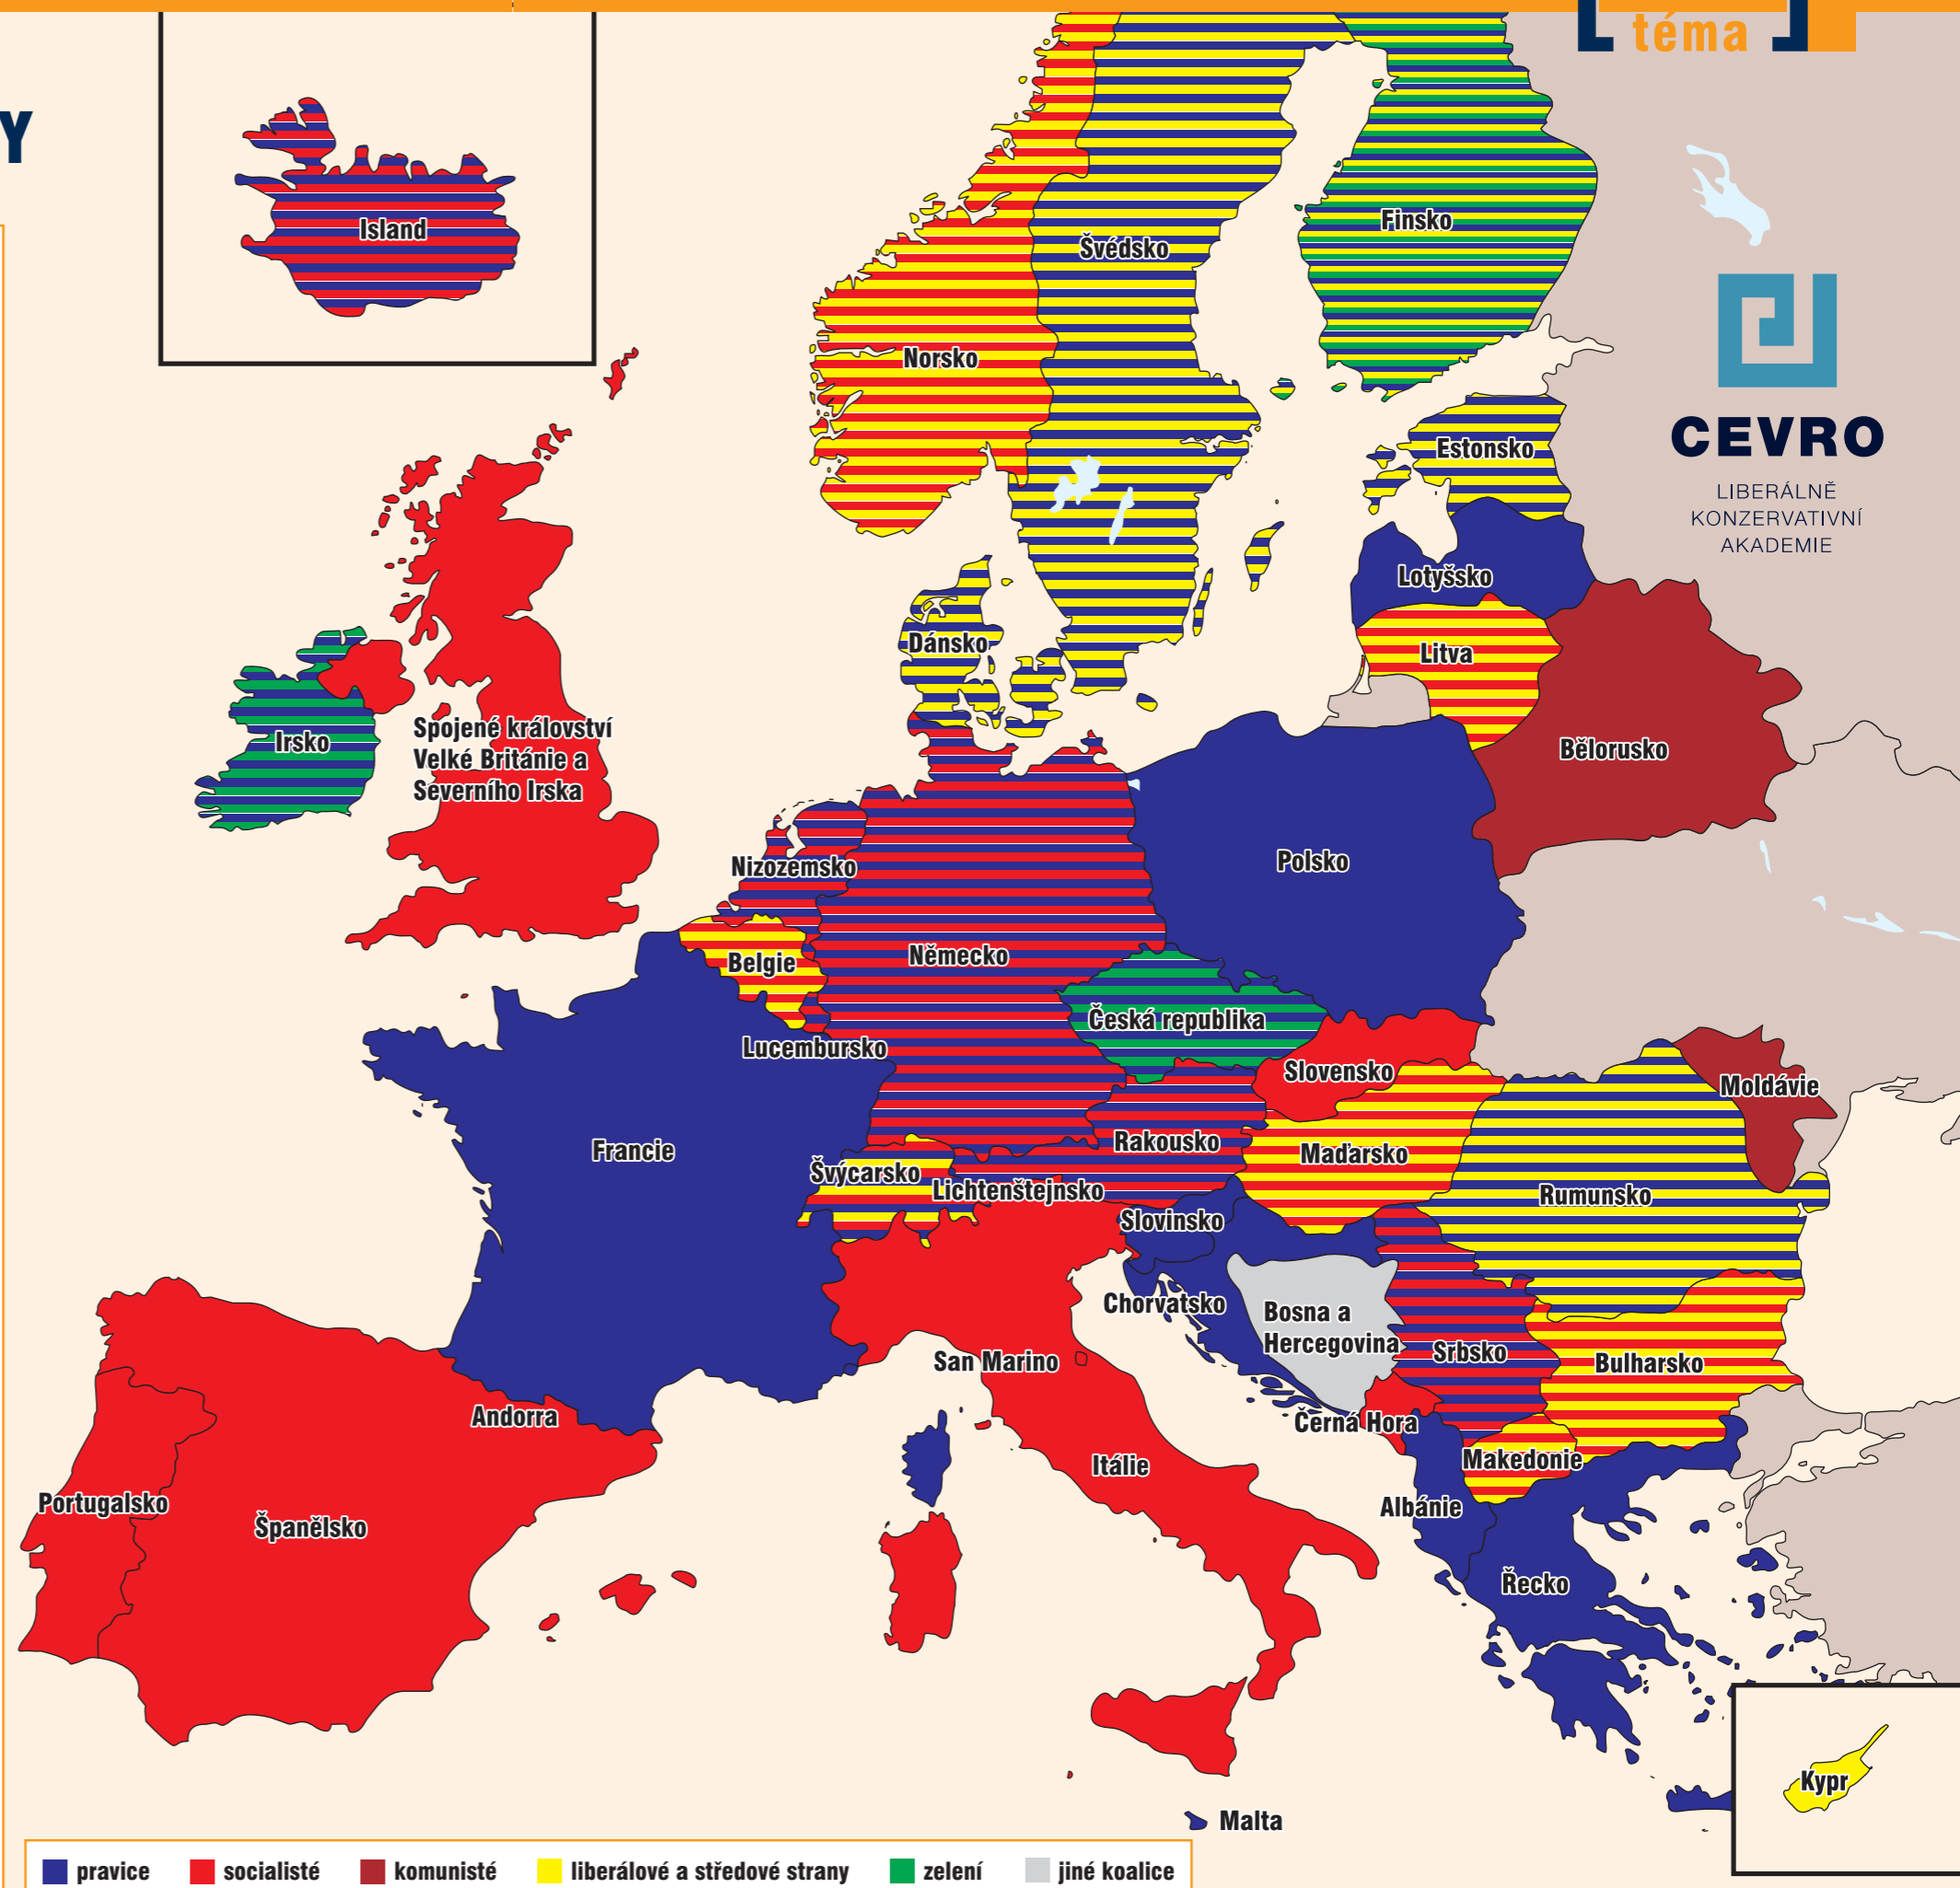 téma
Y
Island
Švédsko
Finsko
Norsko
CEVRO
LIBERÁLNĚ
KONZERVATIVNÍ
AKADEMIE
Estonsko
Lotyšsko
Dánsko
Litva
Irsko
Spojené království
Velké Británie a
Severního Irska
Bělorusko
Nizozemsko
Polsko
Belgie
Německo
Česká republika
Lucembursko
Slovensko
Moldávie
Francie
Rakousko
Maďarsko
Švýcarsko
Lichtenštejnsko
Rumunsko
Slovinsko
Chorvatsko
Bosna a
Hercegovina
San Marino
Srbsko
Bulharsko
Andorra
Černá Hora
Makedonie
Itálie
Portugalsko
Španělsko
Albánie
Řecko
Kypr
Malta
pravice socialisté komunisté liberálové a středové strany zelení jiné koalice